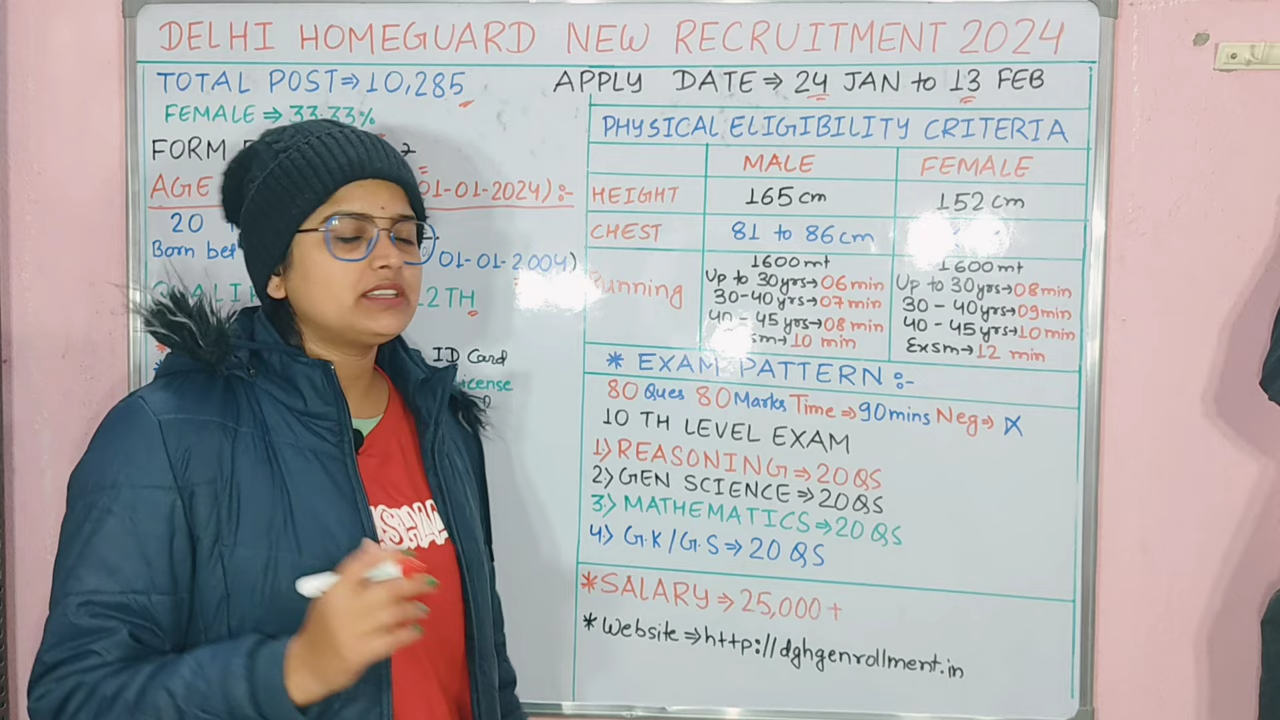 DELHI HOMEGUARD NEW RECRUITMENT 2024
TOTAL POST⇒10,285
FEMALE ⇒ 33.33%
FORM
AGE 01-01-2024) :-
20
Born bet 01-01-2004)
12TH
ID Card
License
APPLY DATE ⇒ 24 JAN to 13 FEB
PHYSICAL ELIGIBILITY CRITERIA
MALE FEMALE
HEIGHT 165 cm 152 cm
CHEST 81 to 86 cm
Running 1600 mt 1600 mt
Up to 30 yrs→06 min Up to 30 yrs→08 min
30-40 yrs→07 min 30-40 yrs→09 min
40-45 yrs→08 min 40-45 yrs→10 min
sm→10 min Exsm→12 min
* EXAM PATTERN :-
80 Ques 80 Marks Time ⇒90 mins Neg⇒ X
10 TH LEVEL EXAM
1) REASONING⇒20 QS
2) GEN SCIENCE⇒20 QS
3) MATHEMATICS⇒20 QS
4) G.K/G.S⇒20 QS
*SALARY⇒25,000+
*Website⇒http://dghgenrollment.in